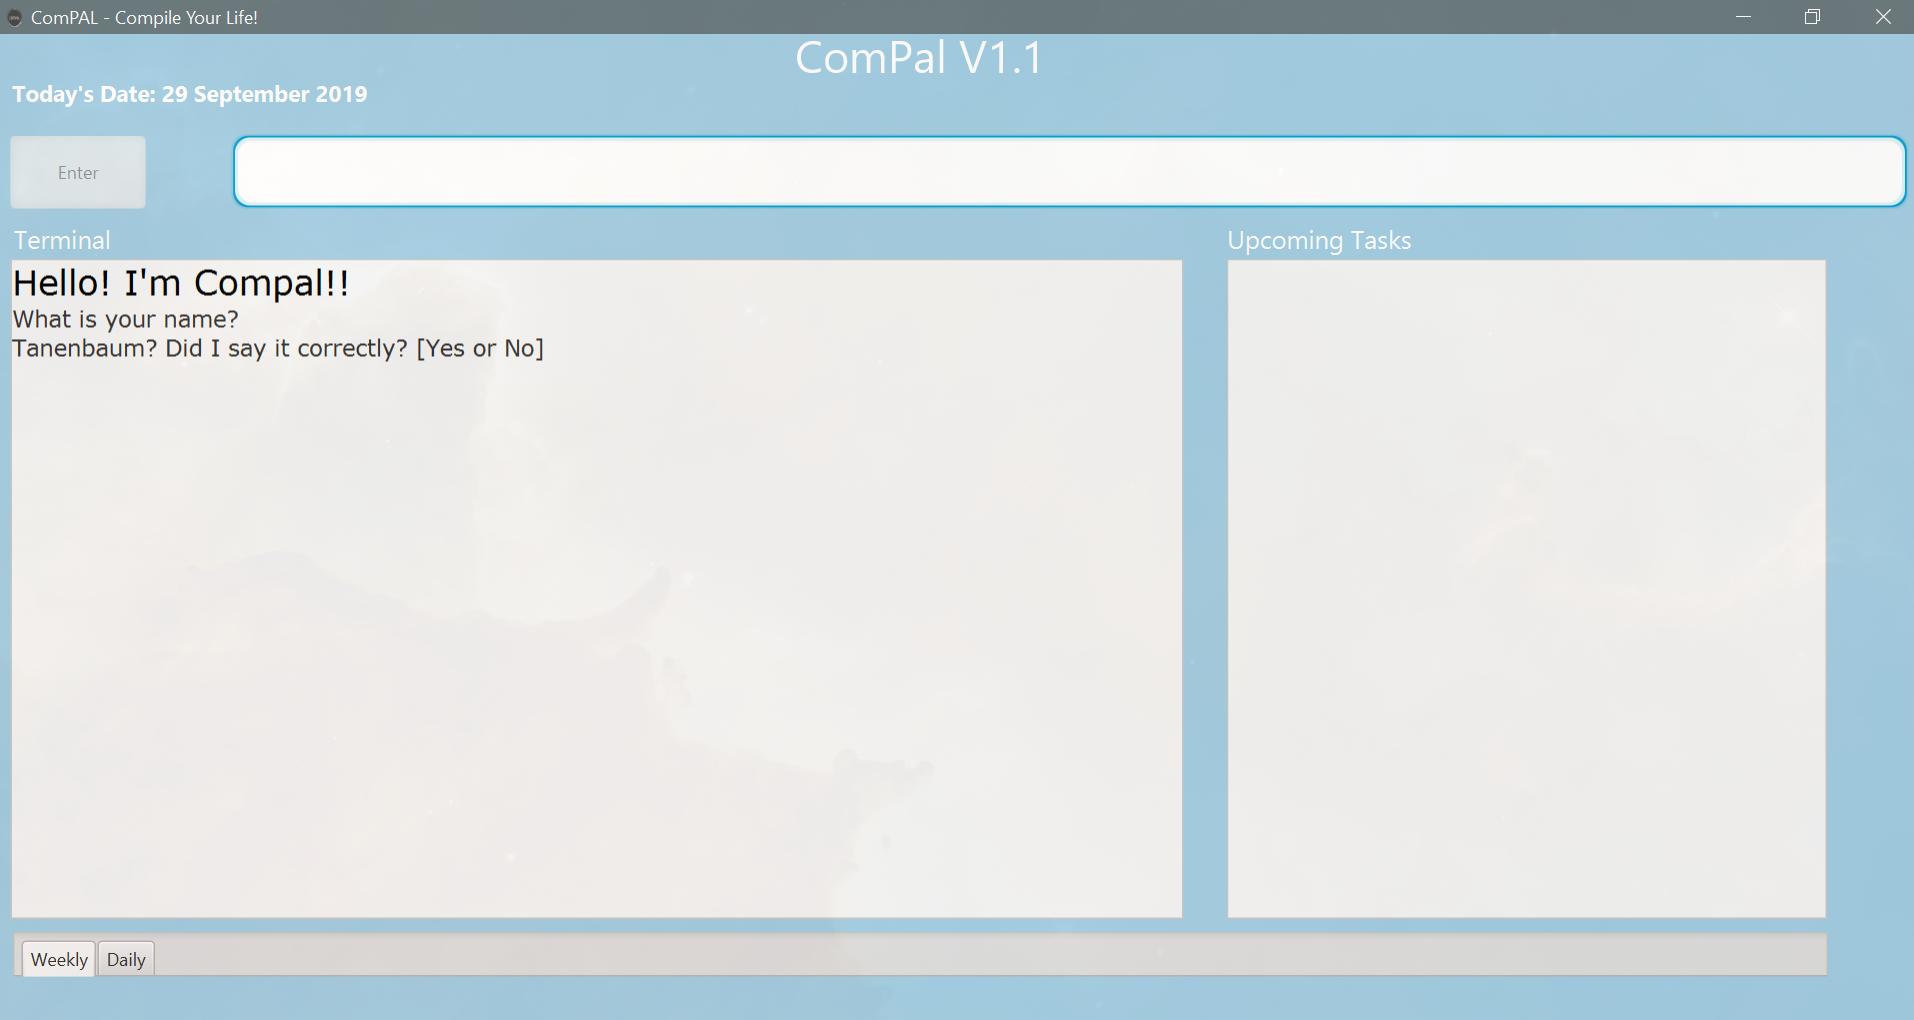 ComPAL - Compile Your Life!
ComPal V1.1
Today's Date: 29 September 2019
Enter
Terminal
Hello! I'm Compal!!
What is your name?
Tanenbaum? Did I say it correctly? [Yes or No]
Upcoming Tasks
Weekly
Daily